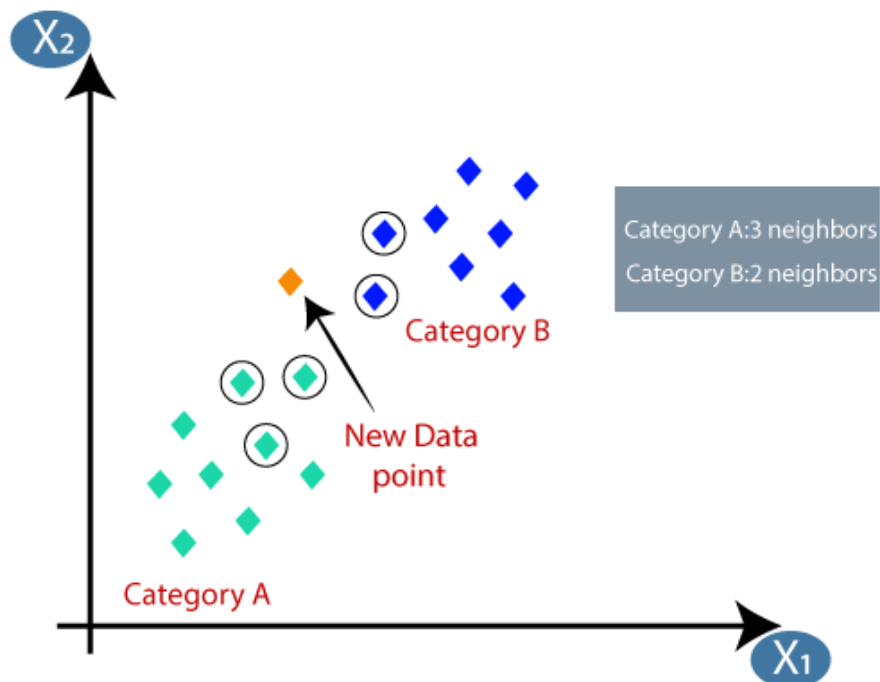 X2
Category A:3 neighbors
Category B:2 neighbors
Category B
New Data
point
Category A
X1